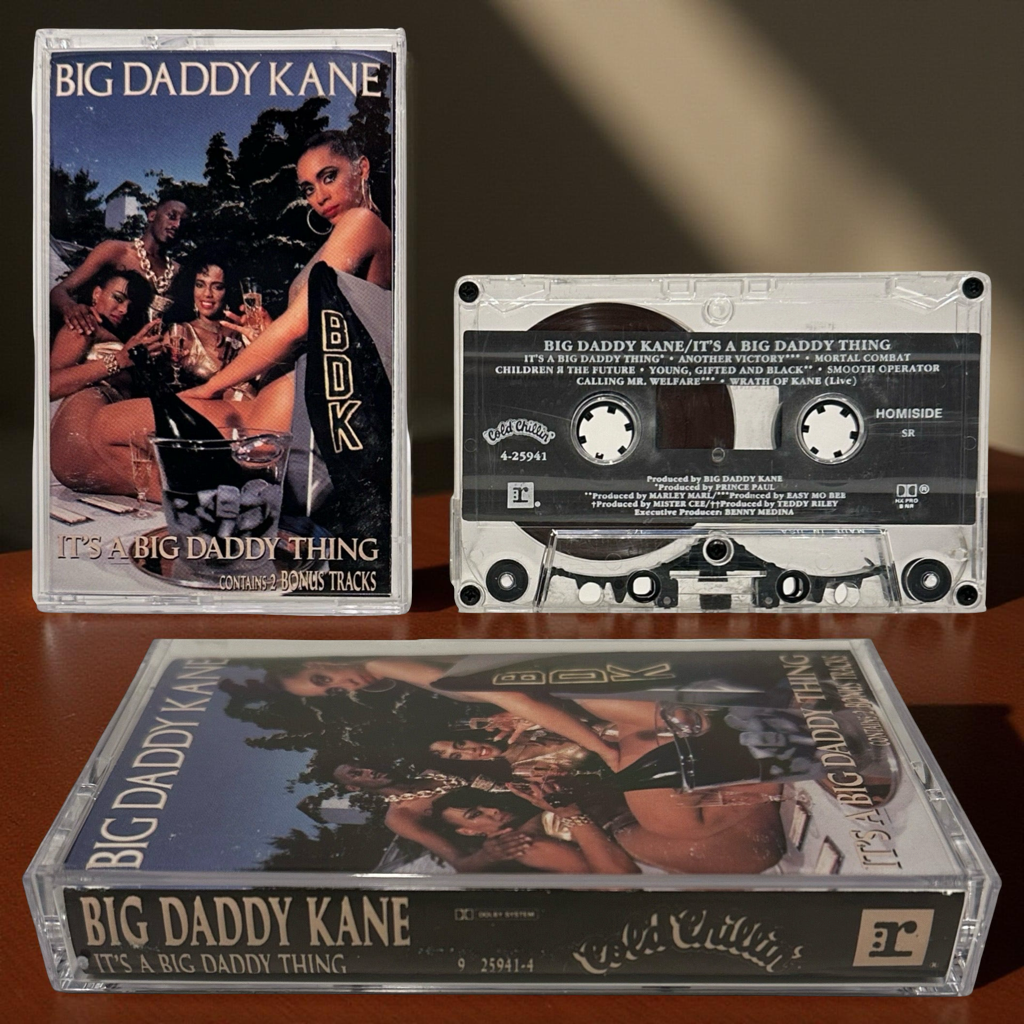 BIG DADDY KANE
BDK
IT'S A BIG DADDY THING
CONTAINS 2 BONUS TRACKS
BIG DADDY KANE/IT'S A BIG DADDY THING
IT'S A BIG DADDY THING* • ANOTHER VICTORY*** • MORTAL COMBAT
CHILDREN Я THE FUTURE • YOUNG, GIFTED AND BLACK** • SMOOTH OPERATOR
CALLING MR. WELFARE*** • WRATH OF KANE (Live)
HOMISIDE
SR
Cold Chillin'
4-25941
r
Produced by BIG DADDY KANE
*Produced by PRINCE PAUL
**Produced by MARLEY MARL/***Produced by EASY MO BEE
†Produced by MISTER CEE/††Produced by TEDDY RILEY
Executive Producer: BENNY MEDINA
HX PRO
B NR
BIG DADDY KANE
BDK
IT'S A BIG DADDY THING
CONTAINS 2 BONUS TRACKS
BIG DADDY KANE
IT'S A BIG DADDY THING
DOLBY SYSTEM
9 25941-4
Cold Chillin'
r